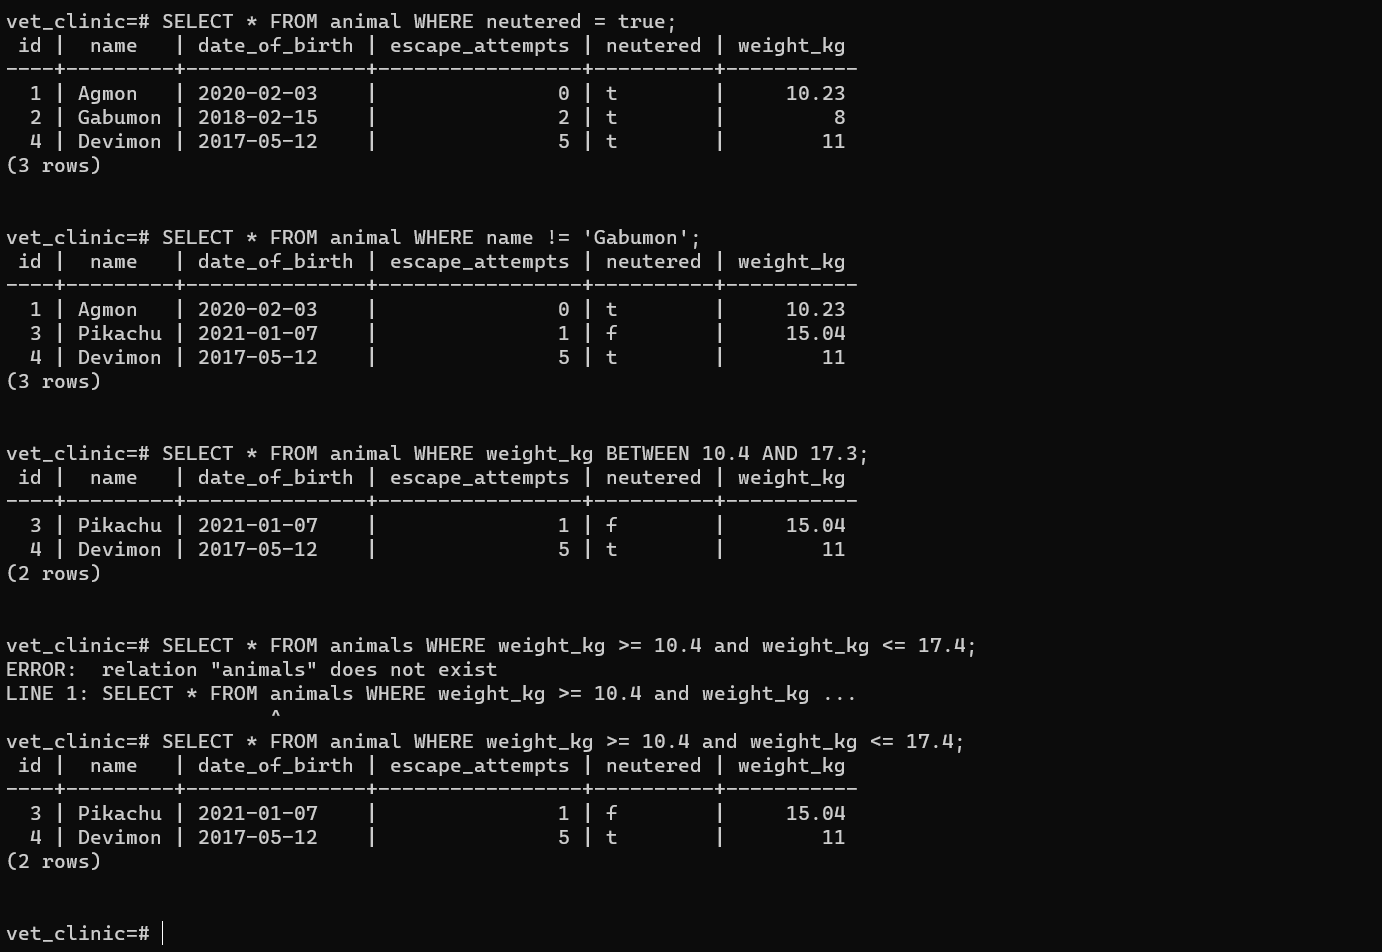 vet_clinic=# SELECT * FROM animal WHERE neutered = true;
 id |  name   | date_of_birth | escape_attempts | neutered | weight_kg
----+---------+---------------+-----------------+----------+-----------
  1 | Agmon   | 2020-02-03    |               0 | t        |     10.23
  2 | Gabumon | 2018-02-15    |               2 | t        |         8
  4 | Devimon | 2017-05-12    |               5 | t        |        11
(3 rows)
vet_clinic=# SELECT * FROM animal WHERE name != 'Gabumon';
 id |  name   | date_of_birth | escape_attempts | neutered | weight_kg
----+---------+---------------+-----------------+----------+-----------
  1 | Agmon   | 2020-02-03    |               0 | t        |     10.23
  3 | Pikachu | 2021-01-07    |               1 | f        |     15.04
  4 | Devimon | 2017-05-12    |               5 | t        |        11
(3 rows)
vet_clinic=# SELECT * FROM animal WHERE weight_kg BETWEEN 10.4 AND 17.3;
 id |  name   | date_of_birth | escape_attempts | neutered | weight_kg
----+---------+---------------+-----------------+----------+-----------
  3 | Pikachu | 2021-01-07    |               1 | f        |     15.04
  4 | Devimon | 2017-05-12    |               5 | t        |        11
(2 rows)
vet_clinic=# SELECT * FROM animals WHERE weight_kg >= 10.4 and weight_kg <= 17.4;
ERROR:  relation "animals" does not exist
LINE 1: SELECT * FROM animals WHERE weight_kg >= 10.4 and weight_kg ...
                      ^
vet_clinic=# SELECT * FROM animal WHERE weight_kg >= 10.4 and weight_kg <= 17.4;
 id |  name   | date_of_birth | escape_attempts | neutered | weight_kg
----+---------+---------------+-----------------+----------+-----------
  3 | Pikachu | 2021-01-07    |               1 | f        |     15.04
  4 | Devimon | 2017-05-12    |               5 | t        |        11
(2 rows)
vet_clinic=#